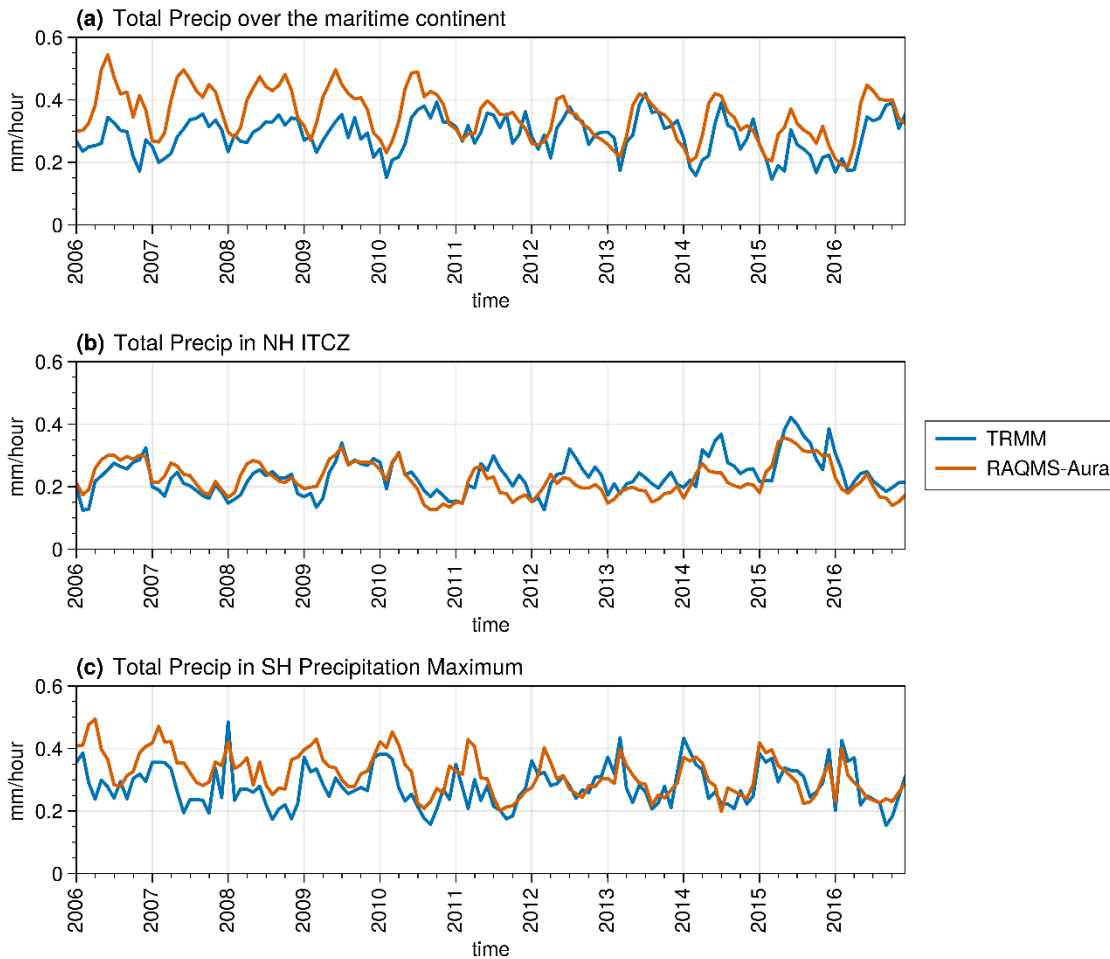 (a) Total Precip over the maritime continent
0.6
0.4
0.2
0
mm/hour
2006 2007 2008 2009 2010 2011 2012 2013 2014 2015 2016
time
(b) Total Precip in NH ITCZ
0.6
0.4
0.2
0
mm/hour
2006 2007 2008 2009 2010 2011 2012 2013 2014 2015 2016
time
TRMM
RAQMS-Aura
(c) Total Precip in SH Precipitation Maximum
0.6
0.4
0.2
0
mm/hour
2006 2007 2008 2009 2010 2011 2012 2013 2014 2015 2016
time